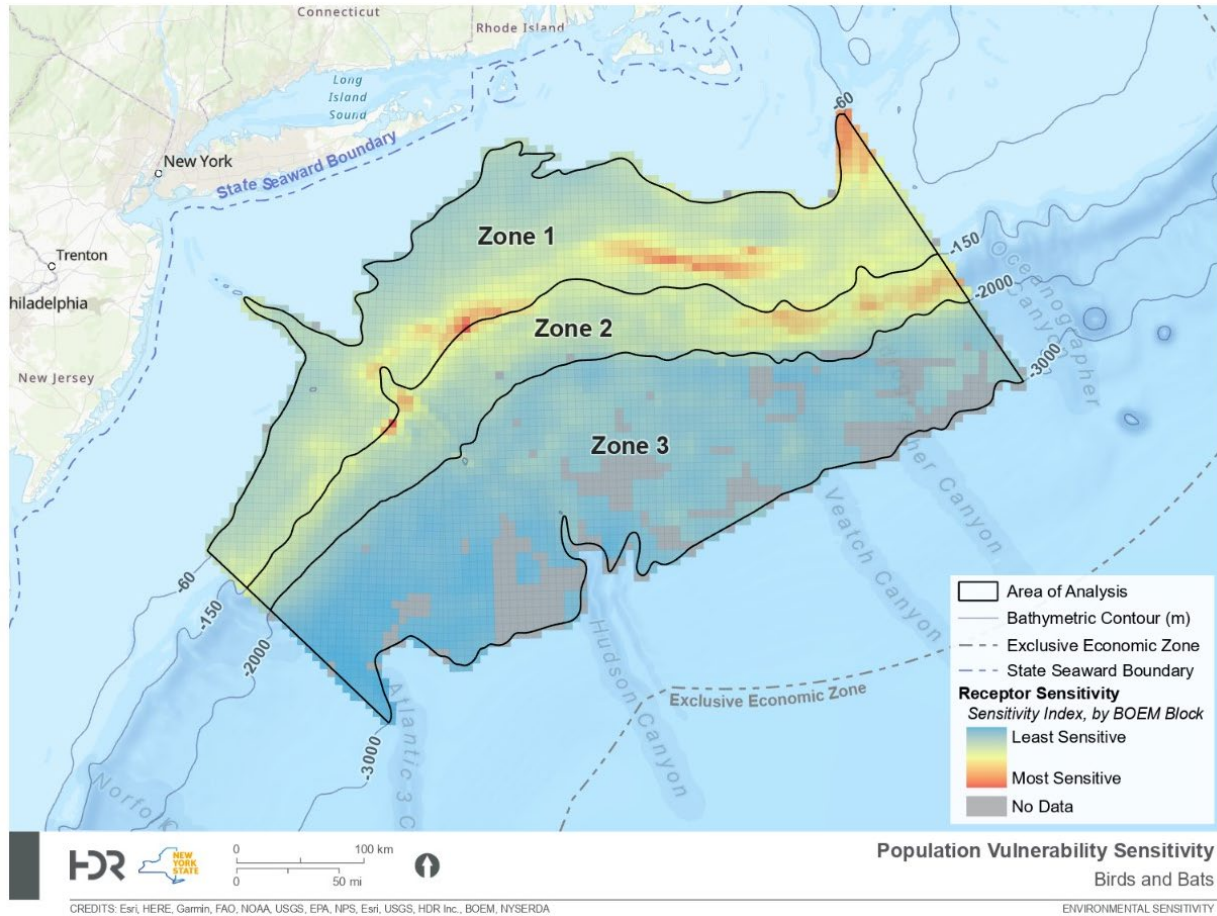 Connecticut
Rhode Island
Long
Island
Sound
New York
State Seaward Boundary
Trenton
hiladelphia
New Jersey
-60
Zone 1
-150
-2000
Zone 2
Oceanographer
Canyon
-3000
Zone 3
her Canyon
Veatch Canyon
-60
-150
-2000
Hudson Canyon
Exclusive Economic Zone
-3000
Atlantic 3 C
Norfo
Area of Analysis
Bathymetric Contour (m)
Exclusive Economic Zone
State Seaward Boundary
Receptor Sensitivity
Sensitivity Index, by BOEM Block
Least Sensitive
Most Sensitive
No Data
HDR
NEW
YORK
STATE
0 100 km
0 50 mi
Population Vulnerability Sensitivity
Birds and Bats
CREDITS: Esri, HERE, Garmin, FAO, NOAA, USGS, EPA, NPS, Esri, USGS, HDR Inc., BOEM, NYSERDA
ENVIRONMENTAL SENSITIVITY